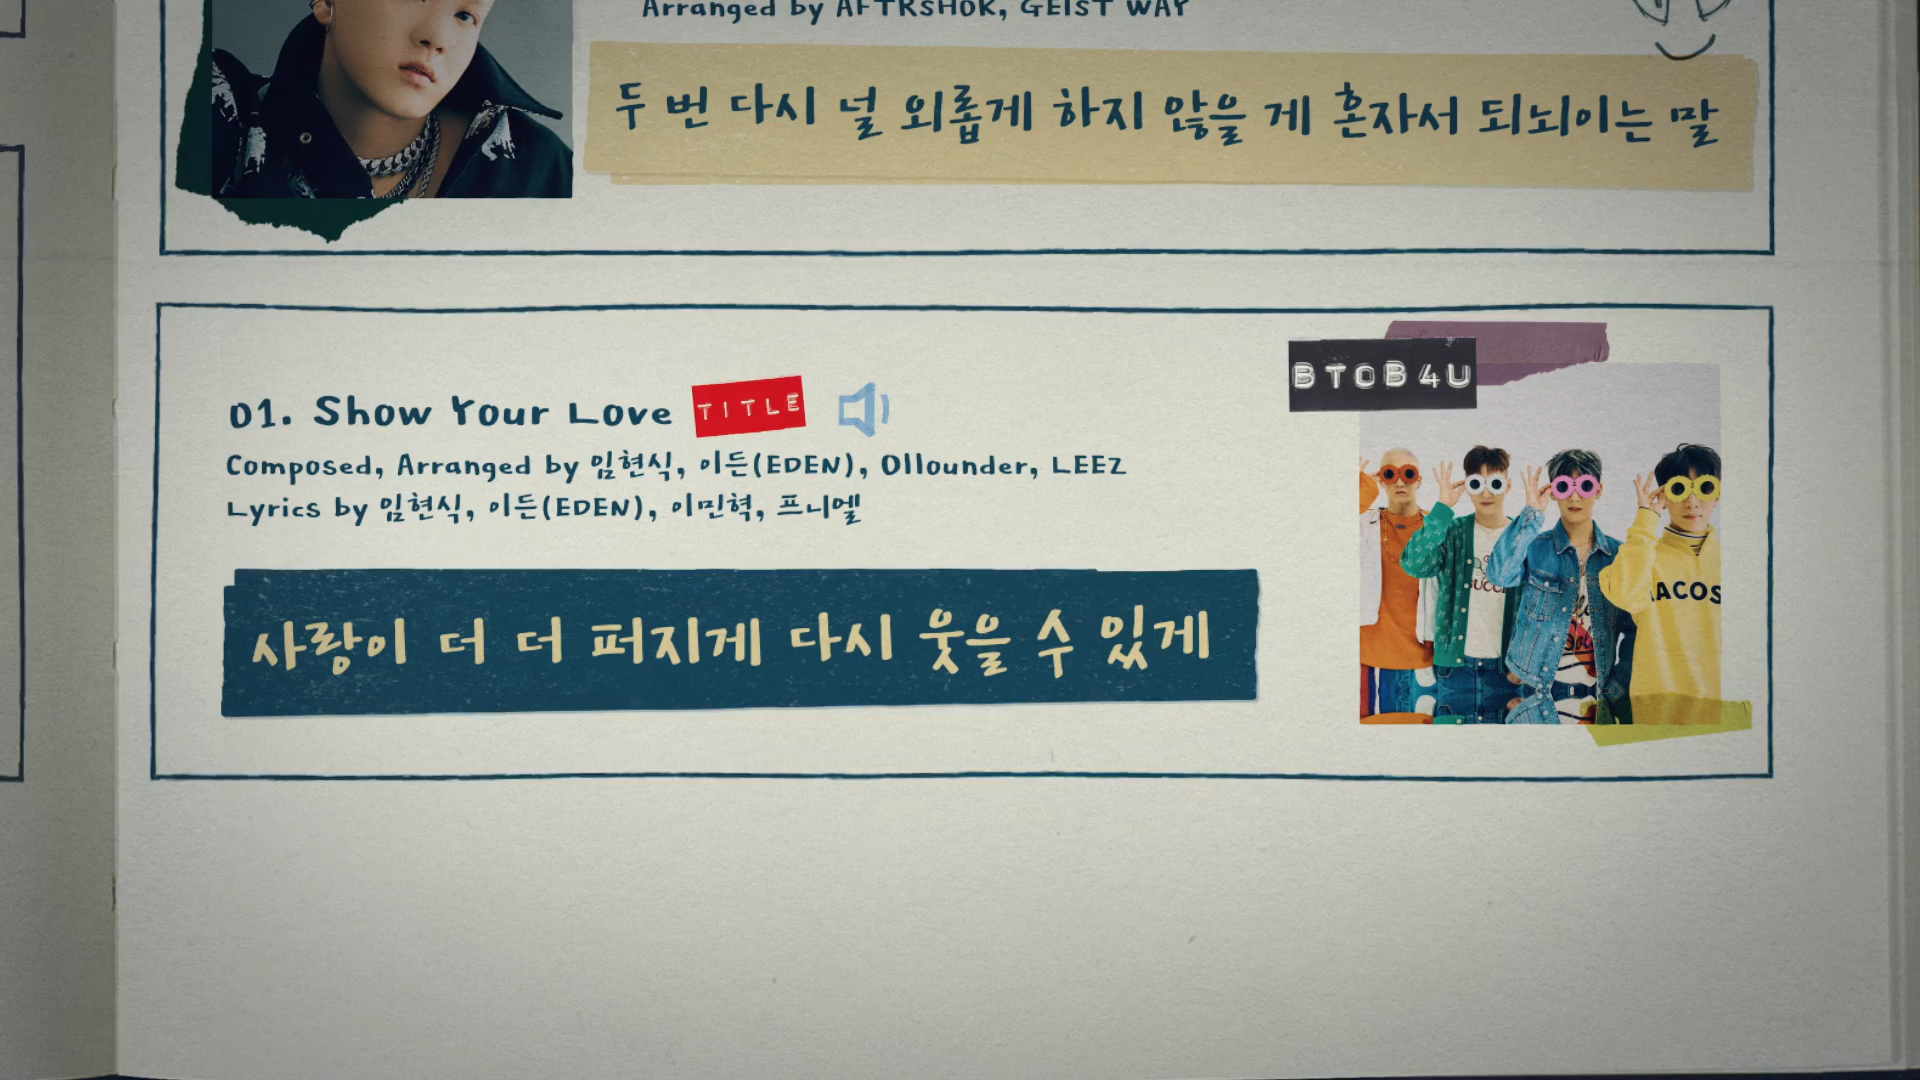 Arranged by AFTRSHOK, GEIST WAY
두 번 다시 널 외롭게 하지 않을 게 혼자서 되뇌이는 말
BTOB4U
01. Show Your Love TITLE
Composed, Arranged by 임현식, 이든(EDEN), Ollounder, LEEZ
Lyrics by 임현식, 이든(EDEN), 이민혁, 프니엘
사랑이 더 더 퍼지게 다시 웃을 수 있게
ACOS